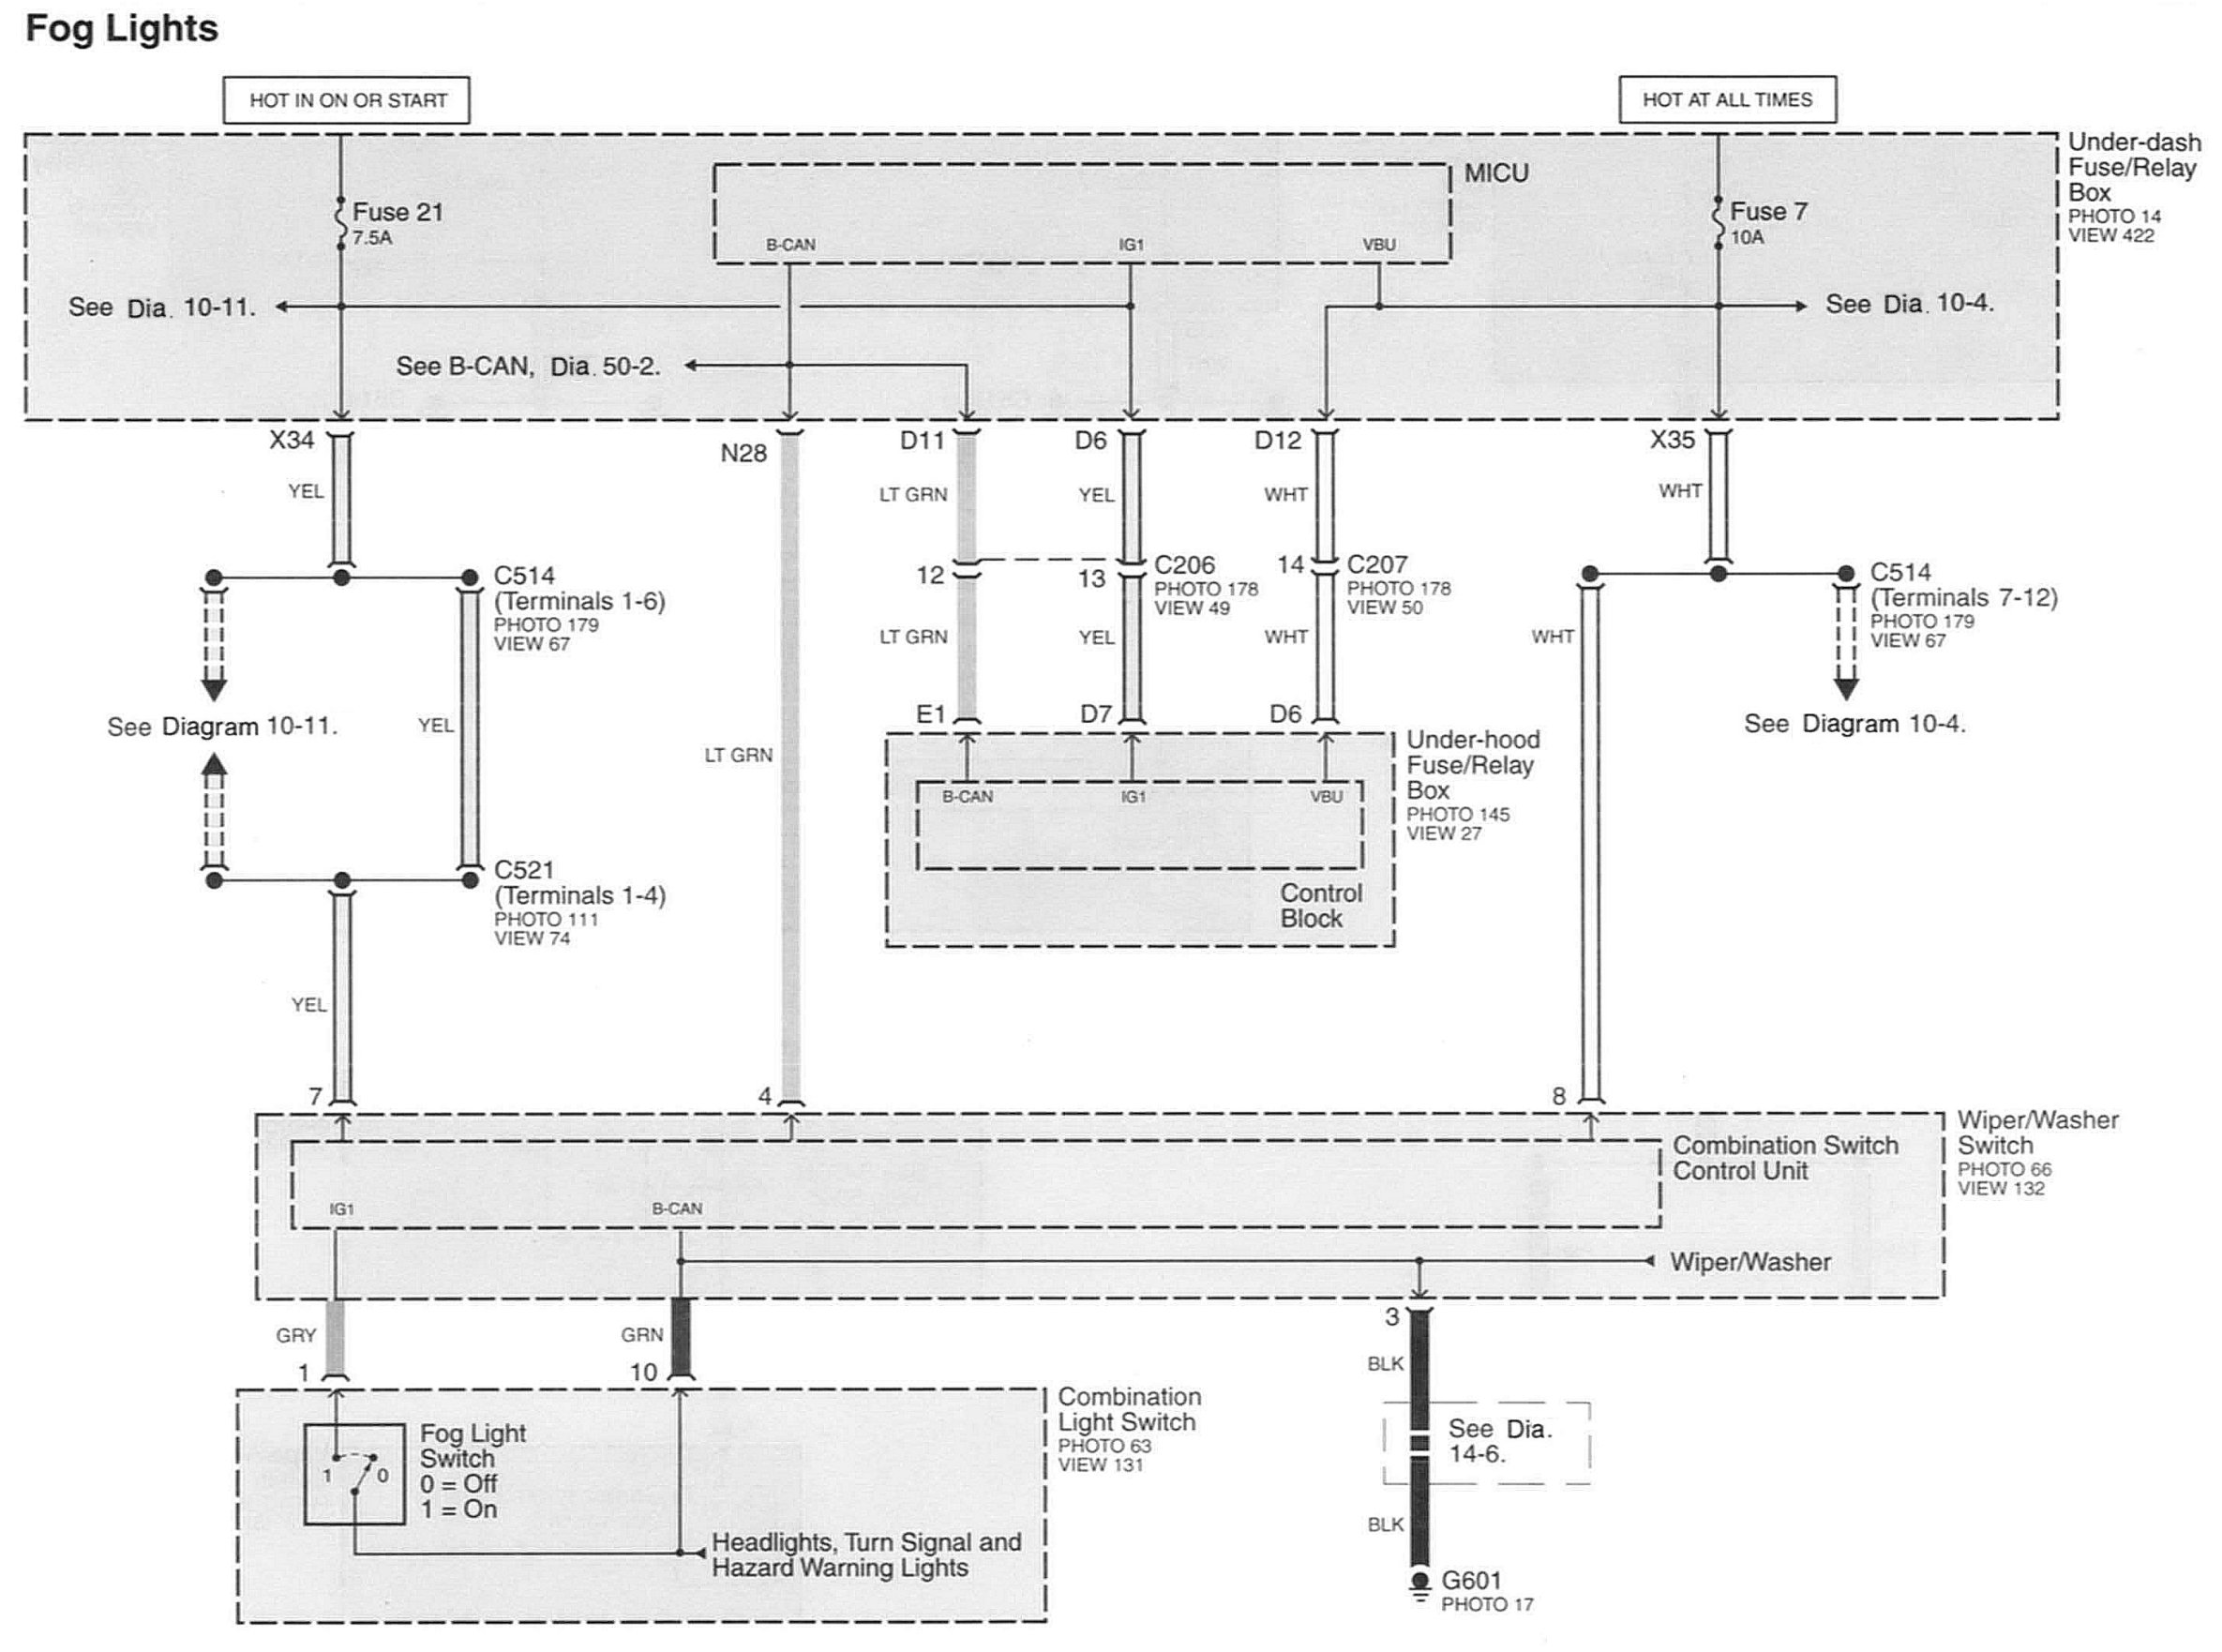 Fog Lights
HOT IN ON OR START
HOT AT ALL TIMES
Under-dash
Fuse/Relay
Box
PHOTO 14
VIEW 422
MICU
Fuse 21
7.5A
B-CAN
IG1
VBU
Fuse 7
10A
See Dia. 10-11.
See Dia. 10-4.
See B-CAN, Dia. 50-2.
X34
N28
D11
D6
D12
X35
YEL
LT GRN
YEL
WHT
WHT
C514
(Terminals 1-6)
PHOTO 179
VIEW 67
12
13
C206
PHOTO 178
VIEW 49
14
C207
PHOTO 178
VIEW 50
C514
(Terminals 7-12)
PHOTO 179
VIEW 67
LT GRN
YEL
WHT
WHT
See Diagram 10-11.
YEL
LT GRN
E1
D7
D6
See Diagram 10-4.
Under-hood
Fuse/Relay
Box
PHOTO 145
VIEW 27
B-CAN
IG1
VBU
Control
Block
C521
(Terminals 1-4)
PHOTO 111
VIEW 74
YEL
7
4
8
Wiper/Washer
Switch
PHOTO 66
VIEW 132
Combination Switch
Control Unit
IG1
B-CAN
Wiper/Washer
GRY
GRN
3
1
10
BLK
Combination
Light Switch
PHOTO 63
VIEW 131
Fog Light
Switch
0 = Off
1 = On
1
0
See Dia.
14-6.
BLK
Headlights, Turn Signal and
Hazard Warning Lights
G601
PHOTO 17